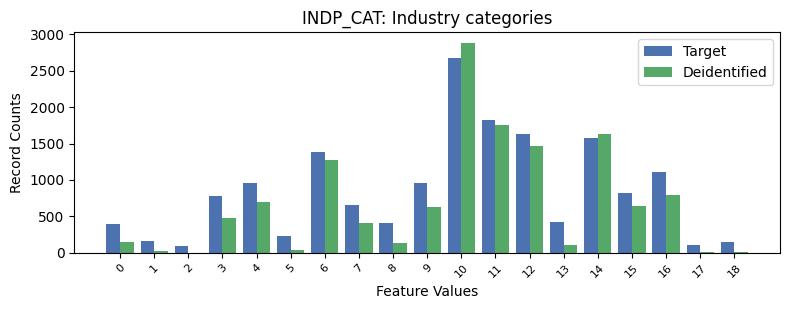 INDP_CAT: Industry categories
Target
Deidentified
Record Counts
3000
2500
2000
1500
1000
500
0
0 1 2 3 4 5 6 7 8 9 10 11 12 13 14 15 16 17 18
Feature Values